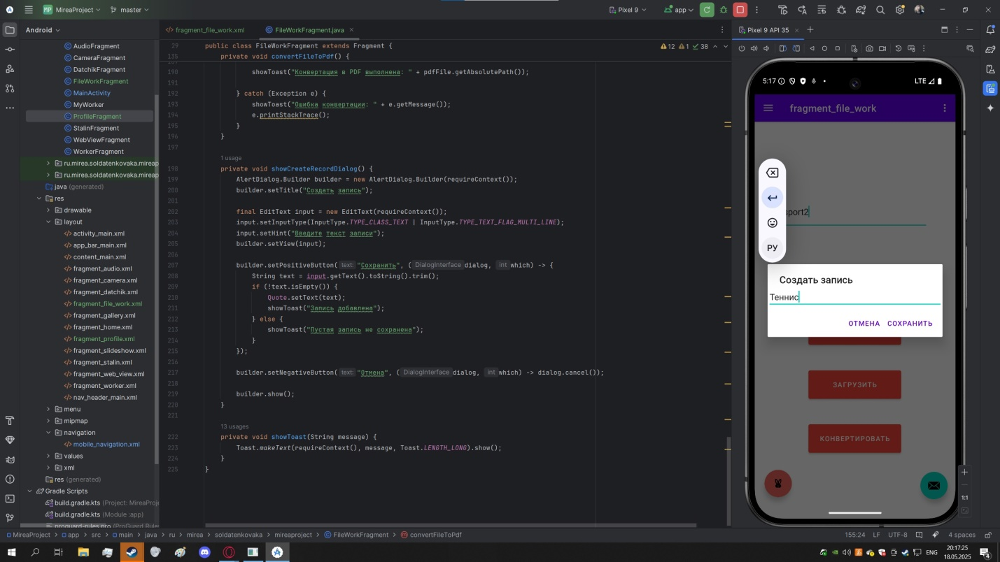 MP MireaProject master Pixel 9 app
Android
fragment_file_work.xml FileWorkFragment.java
Pixel 9 API 35
AudioFragment
CameraFragment
DatchikFragment
FileWorkFragment
MainActivity
MyWorker
ProfileFragment
StalinFragment
WebViewFragment
WorkerFragment
ru.mirea.soldatenkovaka.mireap
ru.mirea.soldatenkovaka.mireap
java (generated)
res
drawable
layout
activity_main.xml
app_bar_main.xml
content_main.xml
fragment_audio.xml
fragment_camera.xml
fragment_datchik.xml
fragment_file_work.xml
fragment_gallery.xml
fragment_home.xml
fragment_profile.xml
fragment_slideshow.xml
fragment_stalin.xml
fragment_web_view.xml
fragment_worker.xml
nav_header_main.xml
menu
mipmap
navigation
mobile_navigation.xml
values
xml
res (generated)
Gradle Scripts
build.gradle.kts (Project: MireaProj
build.gradle.kts (Module :app)
proguard-rules.pro (ProGuard Rule
12 1 38
29 public class FileWorkFragment extends Fragment {
135 private void convertFileToPdf() {
190 showToast("Конвертация в PDF выполнена: " + pdfFile.getAbsolutePath());
191
192 } catch (Exception e) {
193 showToast("Ошибка конвертации: " + e.getMessage());
194 e.printStackTrace();
195 }
196 }
197
1 usage
198 private void showCreateRecordDialog() {
199 AlertDialog.Builder builder = new AlertDialog.Builder(requireContext());
200 builder.setTitle("Создать запись");
201
202 final EditText input = new EditText(requireContext());
203 input.setInputType(InputType.TYPE_CLASS_TEXT | InputType.TYPE_TEXT_FLAG_MULTI_LINE);
204 input.setHint("Введите текст записи");
205 builder.setView(input);
206
207 builder.setPositiveButton( text: "Сохранить", ( DialogInterface dialog, int which) -> {
208 String text = input.getText().toString().trim();
209 if (!text.isEmpty()) {
210 Quote.setText(text);
211 showToast("Запись добавлена");
212 } else {
213 showToast("Пустая запись не сохранена");
214 }
215 });
216
217 builder.setNegativeButton( text: "Отмена", ( DialogInterface dialog, int which) -> dialog.cancel());
218
219 builder.show();
220 }
221
13 usages
222 private void showToast(String message) {
223 Toast.makeText(requireContext(), message, Toast.LENGTH_LONG).show();
224 }
225 }
5:17 LTE
fragment_file_work
sport2
РУ
Создать запись
Теннис
ОТМЕНА СОХРАНИТЬ
ЗАГРУЗИТЬ
КОНВЕРТИРОВАТЬ
1:1
MireaProject app src main java ru mirea soldatenkovaka mireaproject FileWorkFragment convertFileToPdf
155:24 LF UTF-8 4 spaces
ENG
20:17:25
18.05.2025
4